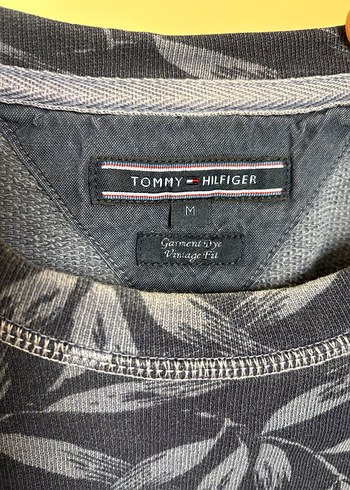 TOMMY HILFIGER
M
Garment Dye
Vintage Fit